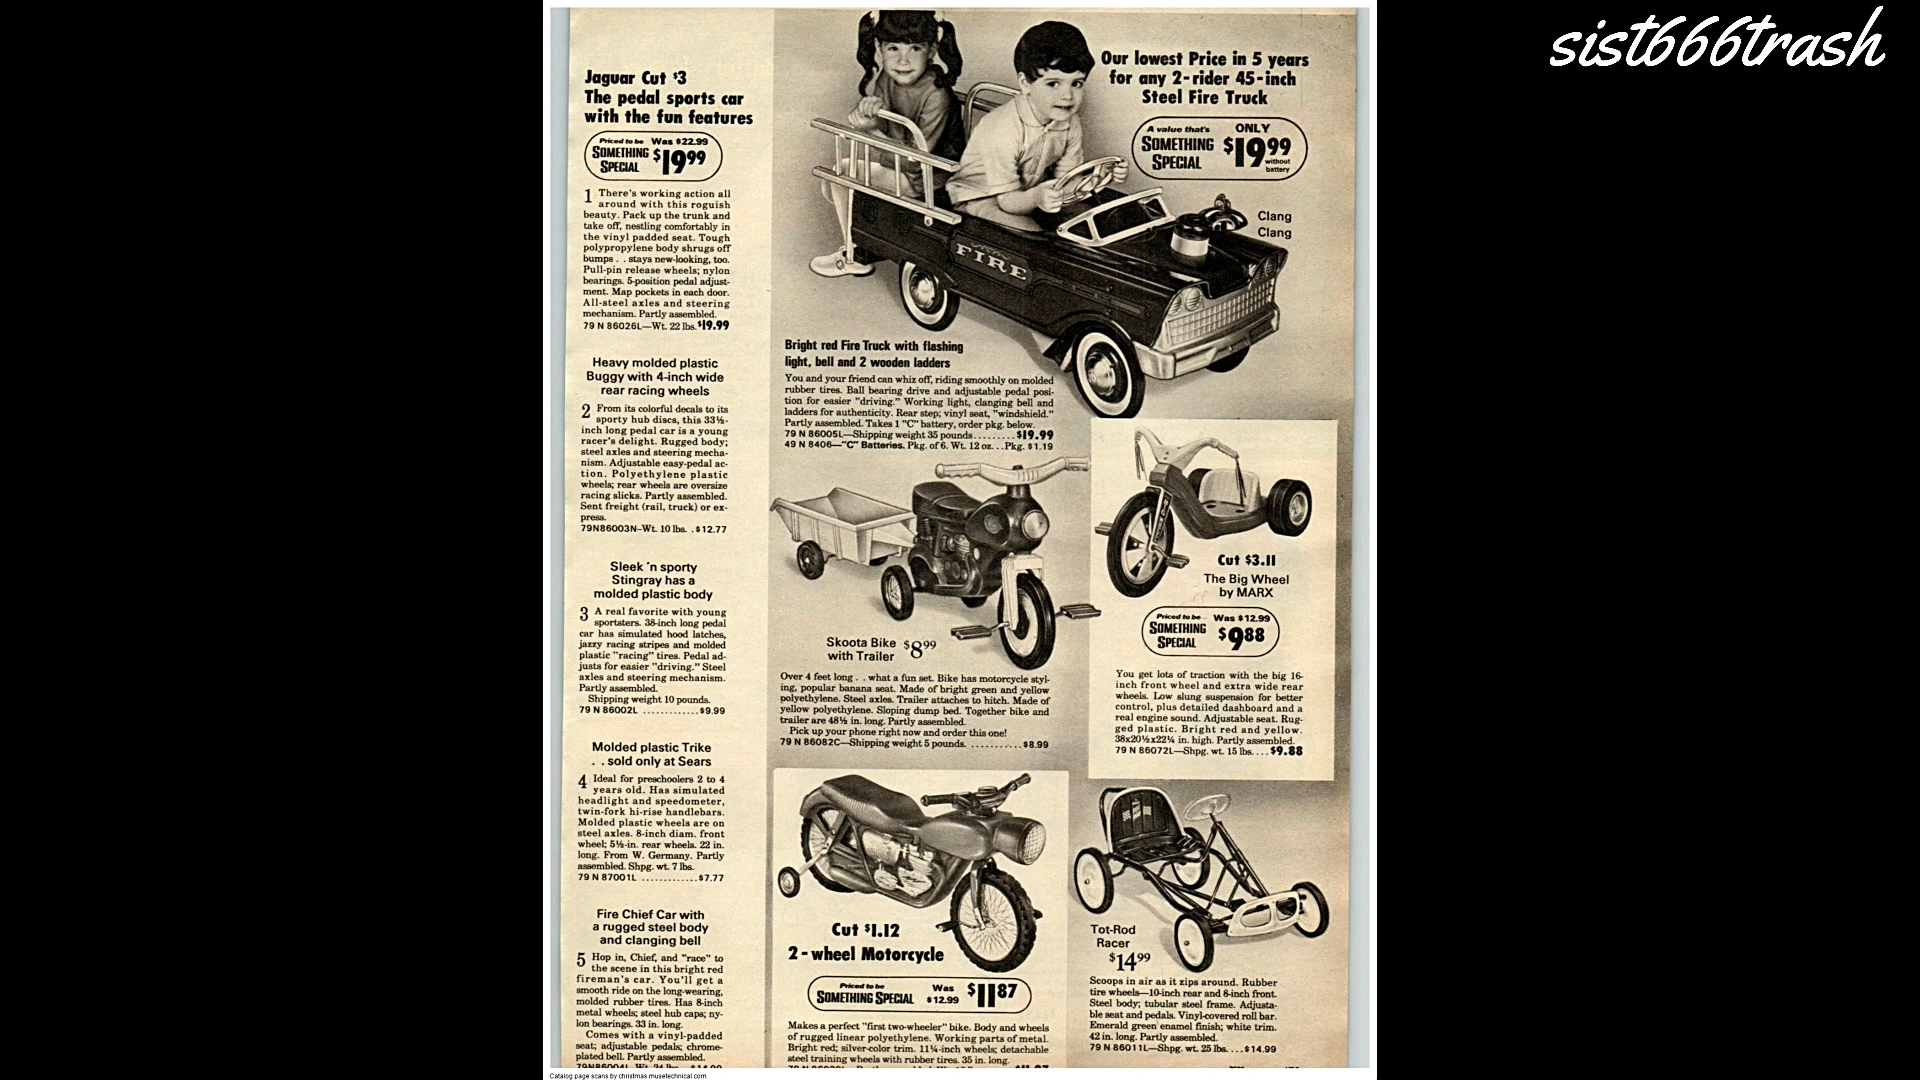 sist666trash
Jaguar Cut $3
The pedal sports car
with the fun features
Priced to be Was $22.99
SOMETHING
SPECIAL
$19.99
1 There's working action all
around with this roguish
beauty. Pack up the trunk and
take off, nestling comfortably in
the vinyl padded seat. Tough
polypropylene body shrugs off
bumps . . stays new-looking, too.
Pull-pin release wheels; nylon
bearings. 5-position pedal adjust-
ment. Map pockets in each door.
All-steel axles and steering
mechanism. Partly assembled.
79 N 86026L—Wt. 22 lbs. $19.99
Heavy molded plastic
Buggy with 4-inch wide
rear racing wheels
2 From its colorful decals to its
sporty hub discs, this 33½-
inch long pedal car is a young
racer's delight. Rugged body;
steel axles and steering mecha-
nism. Adjustable easy-pedal ac-
tion. Polyethylene plastic
wheels; rear wheels are oversize
racing slicks. Partly assembled.
Sent freight (rail, truck) or ex-
press.
79N86003N—Wt. 10 lbs. . $12.77
Sleek 'n sporty
Stingray has a
molded plastic body
3 A real favorite with young
sportsters. 38-inch long pedal
car has simulated hood latches,
jazzy racing stripes and molded
plastic "racing" tires. Pedal ad-
justs for easier "driving." Steel
axles and steering mechanism.
Partly assembled.
Shipping weight 10 pounds.
79 N 86002L .............$9.99
Molded plastic Trike
. . sold only at Sears
4 Ideal for preschoolers 2 to 4
years old. Has simulated
headlight and speedometer,
twin-fork hi-rise handlebars.
Molded plastic wheels are on
steel axles. 8-inch diam. front
wheel; 5½-in. rear wheels. 22 in.
long. From W. Germany. Partly
assembled. Shpg. wt. 7 lbs.
79 N 87001L .............$7.77
Fire Chief Car with
a rugged steel body
and clanging bell
5 Hop in, Chief, and "race" to
the scene in this bright red
fireman's car. You'll get a
smooth ride on the long-wearing,
molded rubber tires. Has 8-inch
metal wheels; steel hub caps; ny-
lon bearings. 33 in. long.
Comes with a vinyl-padded
seat; adjustable pedals; chrome-
plated bell. Partly assembled.
Our lowest Price in 5 years
for any 2-rider 45-inch
Steel Fire Truck
A value that's ONLY
SOMETHING
SPECIAL
$19.99
without
battery
Clang
Clang
FIRE
Bright red Fire Truck with flashing
light, bell and 2 wooden ladders
You and your friend can whiz off, riding smoothly on molded
rubber tires. Ball bearing drive and adjustable pedal posi-
tion for easier "driving." Working light, clanging bell and
ladders for authenticity. Rear step; vinyl seat, "windshield."
Partly assembled. Takes 1 "C" battery, order pkg. below.
79 N 86005L—Shipping weight 35 pounds.........$19.99
49 N 8406—"C" Batteries. Pkg. of 6. Wt. 12 oz...Pkg. $1.19
Skoota Bike
with Trailer
$8.99
Over 4 feet long . . what a fun set. Bike has motorcycle styl-
ing, popular banana seat. Made of bright green and yellow
polyethylene. Steel axles. Trailer attaches to hitch. Made of
yellow polyethylene. Sloping dump bed. Together bike and
trailer are 48½ in. long. Partly assembled.
Pick up your phone right now and order this one!
79 N 86082C—Shipping weight 5 pounds. ...........$8.99
Cut $3.11
The Big Wheel
by MARX
Priced to be Was $12.99
SOMETHING
SPECIAL
$9.88
You get lots of traction with the big 16-
inch front wheel and extra wide rear
wheels. Low slung suspension for better
control, plus detailed dashboard and a
real engine sound. Adjustable seat. Rug-
ged plastic. Bright red and yellow.
38x20½x22¼ in. high. Partly assembled.
79 N 86072L—Shpg. wt. 15 lbs.... $9.88
Cut $1.12
2-wheel Motorcycle
Priced to be
SOMETHING SPECIAL
Was
$12.99
$11.87
Makes a perfect "first two-wheeler" bike. Body and wheels
of rugged linear polyethylene. Working parts of metal.
Bright red; silver-color trim. 11¼-inch wheels; detachable
steel training wheels with rubber tires. 35 in. long.
Tot-Rod
Racer
$14.99
Scoops in air as it zips around. Rubber
tire wheels—10-inch rear and 8-inch front.
Steel body; tubular steel frame. Adjusta-
ble seat and pedals. Vinyl-covered roll bar.
Emerald green enamel finish; white trim.
42 in. long. Partly assembled.
79 N 86011L—Shpg. wt. 25 lbs. ...$14.99
Catalog page scans by christmas.musetechnical.com